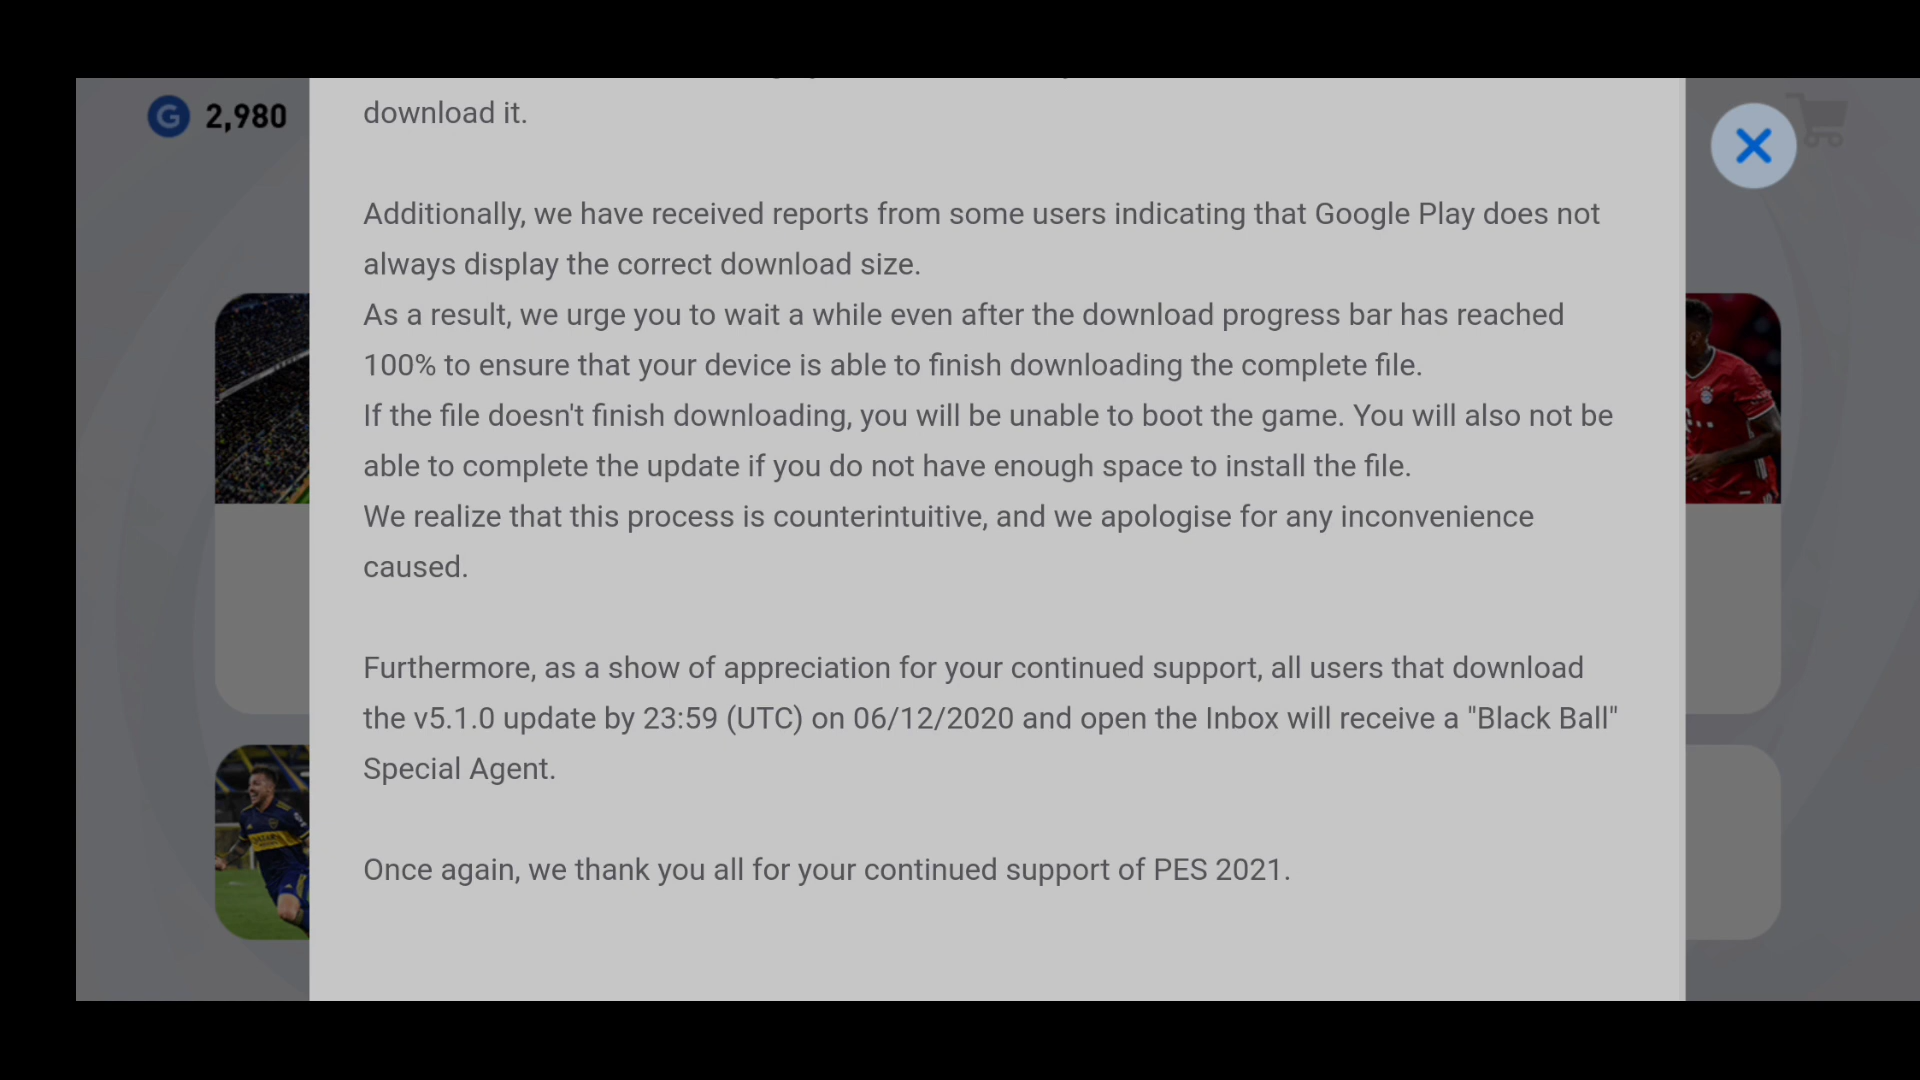 G 2,980
download it.
Additionally, we have received reports from some users indicating that Google Play does not
always display the correct download size.
As a result, we urge you to wait a while even after the download progress bar has reached
100% to ensure that your device is able to finish downloading the complete file.
If the file doesn't finish downloading, you will be unable to boot the game. You will also not be
able to complete the update if you do not have enough space to install the file.
We realize that this process is counterintuitive, and we apologise for any inconvenience
caused.
Furthermore, as a show of appreciation for your continued support, all users that download
the v5.1.0 update by 23:59 (UTC) on 06/12/2020 and open the Inbox will receive a "Black Ball"
Special Agent.
Once again, we thank you all for your continued support of PES 2021.